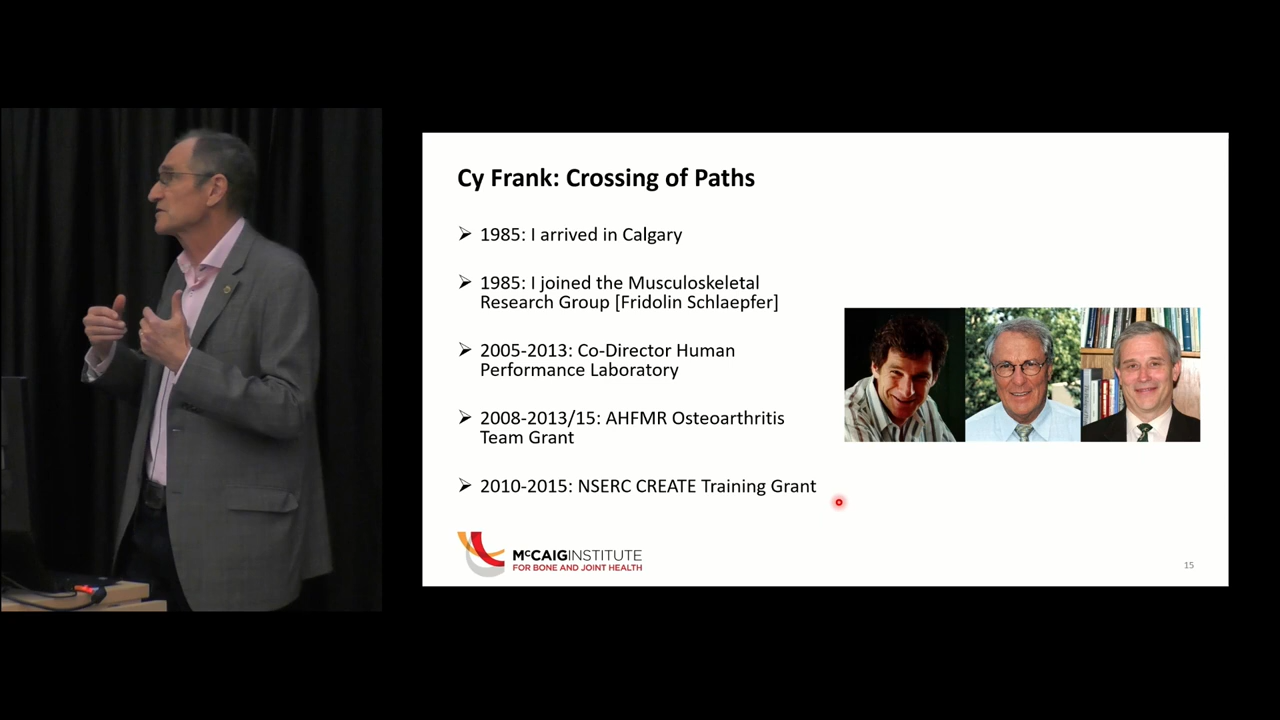 Cy Frank: Crossing of Paths
1985: I arrived in Calgary
1985: I joined the Musculoskeletal
Research Group [Fridolin Schlaepfer]
2005-2013: Co-Director Human
Performance Laboratory
2008-2013/15: AHFMR Osteoarthritis
Team Grant
2010-2015: NSERC CREATE Training Grant
McCAIGINSTITUTE
FOR BONE AND JOINT HEALTH
15